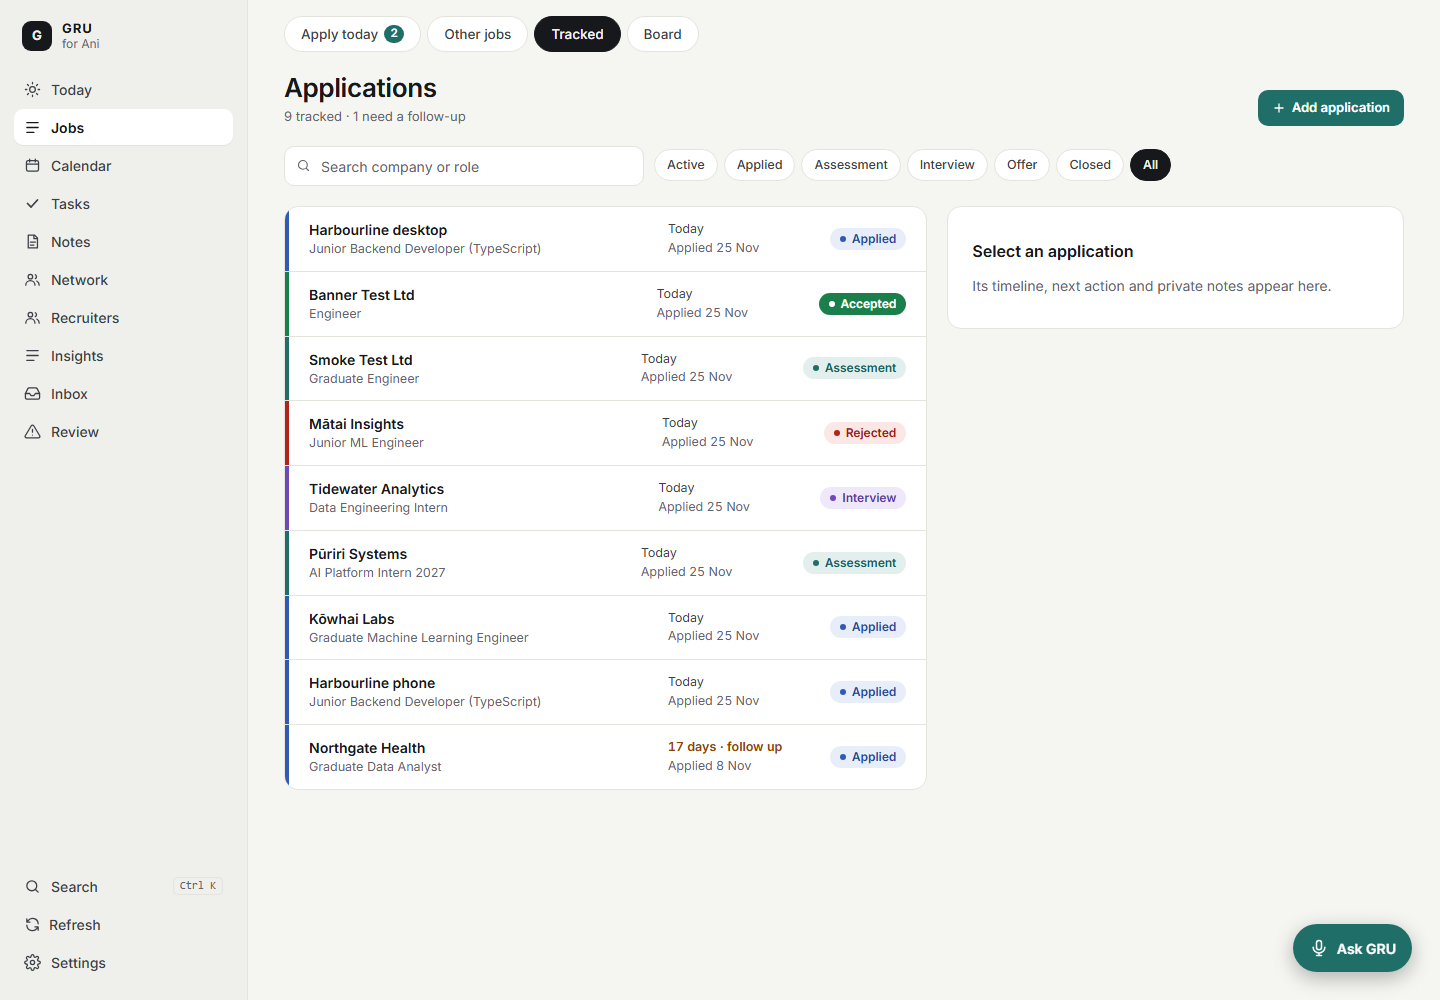 G
GRU
for Ani
Today
Jobs
Calendar
Tasks
Notes
Network
Recruiters
Insights
Inbox
Review
Search
Ctrl K
Refresh
Settings
Apply today 2
Other jobs
Tracked
Board
Applications
9 tracked · 1 need a follow-up
+ Add application
Search company or role
Active
Applied
Assessment
Interview
Offer
Closed
All
Harbourline desktop
Junior Backend Developer (TypeScript)
Today
Applied 25 Nov
Applied
Banner Test Ltd
Engineer
Today
Applied 25 Nov
Accepted
Smoke Test Ltd
Graduate Engineer
Today
Applied 25 Nov
Assessment
Mātai Insights
Junior ML Engineer
Today
Applied 25 Nov
Rejected
Tidewater Analytics
Data Engineering Intern
Today
Applied 25 Nov
Interview
Pūriri Systems
AI Platform Intern 2027
Today
Applied 25 Nov
Assessment
Kōwhai Labs
Graduate Machine Learning Engineer
Today
Applied 25 Nov
Applied
Harbourline phone
Junior Backend Developer (TypeScript)
Today
Applied 25 Nov
Applied
Northgate Health
Graduate Data Analyst
17 days · follow up
Applied 8 Nov
Applied
Select an application
Its timeline, next action and private notes appear here.
Ask GRU